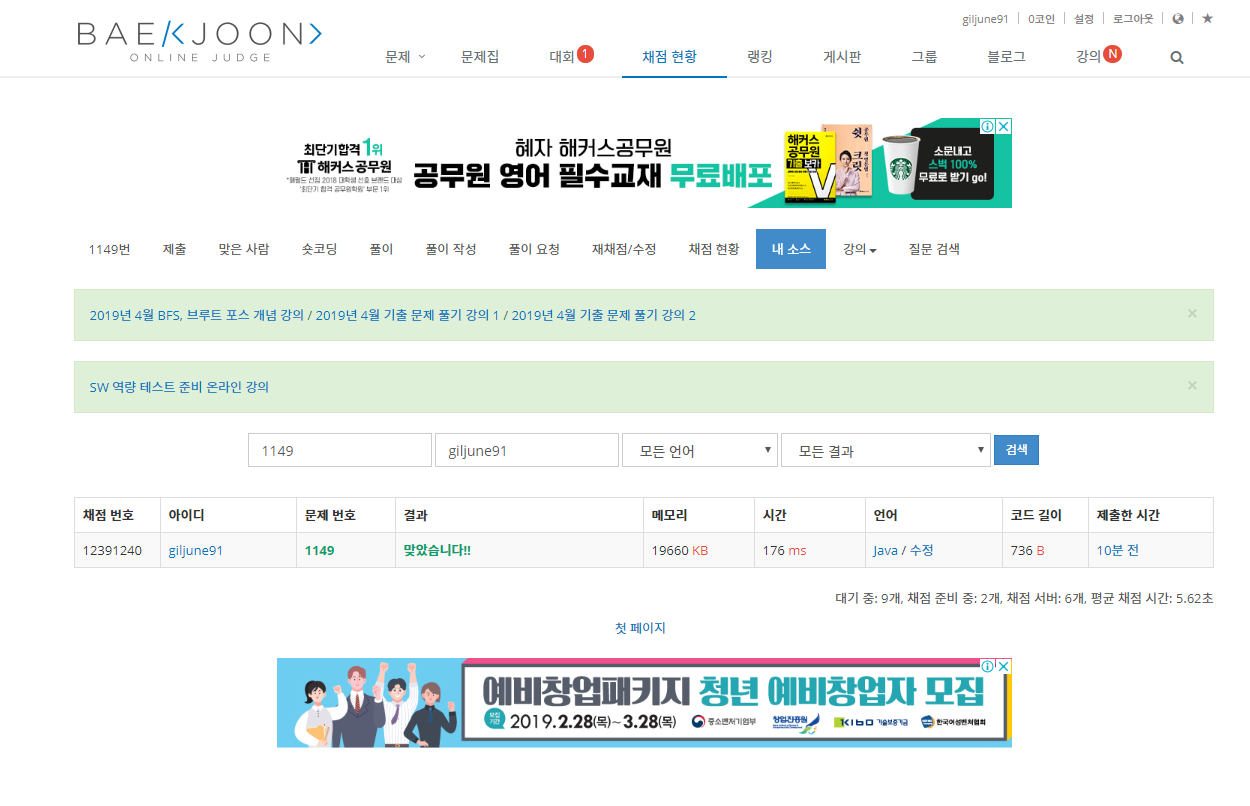 giljune91 | 0코인 | 설정 | 로그아웃
BAEKJOON>
ONLINE JUDGE
문제 문제집 대회 1 채점 현황 랭킹 게시판 그룹 블로그 강의 N
최단기합격 1위
해커스공무원
혜자 해커스공무원
공무원 영어 필수교재 무료배포
해커스
공무원
기출
보카
소문내고
스벅 100%
무료로 받기 go!
1149번 제출 맞은 사람 숏코딩 풀이 풀이 작성 풀이 요청 재채점/수정 채점 현황 내 소스 강의 질문 검색
2019년 4월 BFS, 브루트 포스 개념 강의 / 2019년 4월 기출 문제 풀기 강의 1 / 2019년 4월 기출 문제 풀기 강의 2 ×
SW 역량 테스트 준비 온라인 강의 ×
1149 giljune91 모든 언어 모든 결과 검색
채점 번호 아이디 문제 번호 결과 메모리 시간 언어 코드 길이 제출한 시간
12391240 giljune91 1149 맞았습니다!! 19660 KB 176 ms Java / 수정 736 B 10분 전
대기 중: 9개, 채점 준비 중: 2개, 채점 서버: 6개, 평균 채점 시간: 5.62초
첫 페이지
예비창업패키지 청년 예비창업자 모집
모집
기간
2019.2.28(목)~3.28(목) 중소벤처기업부 창업진흥원 KIBO 기술보증기금 한국여성벤처협회